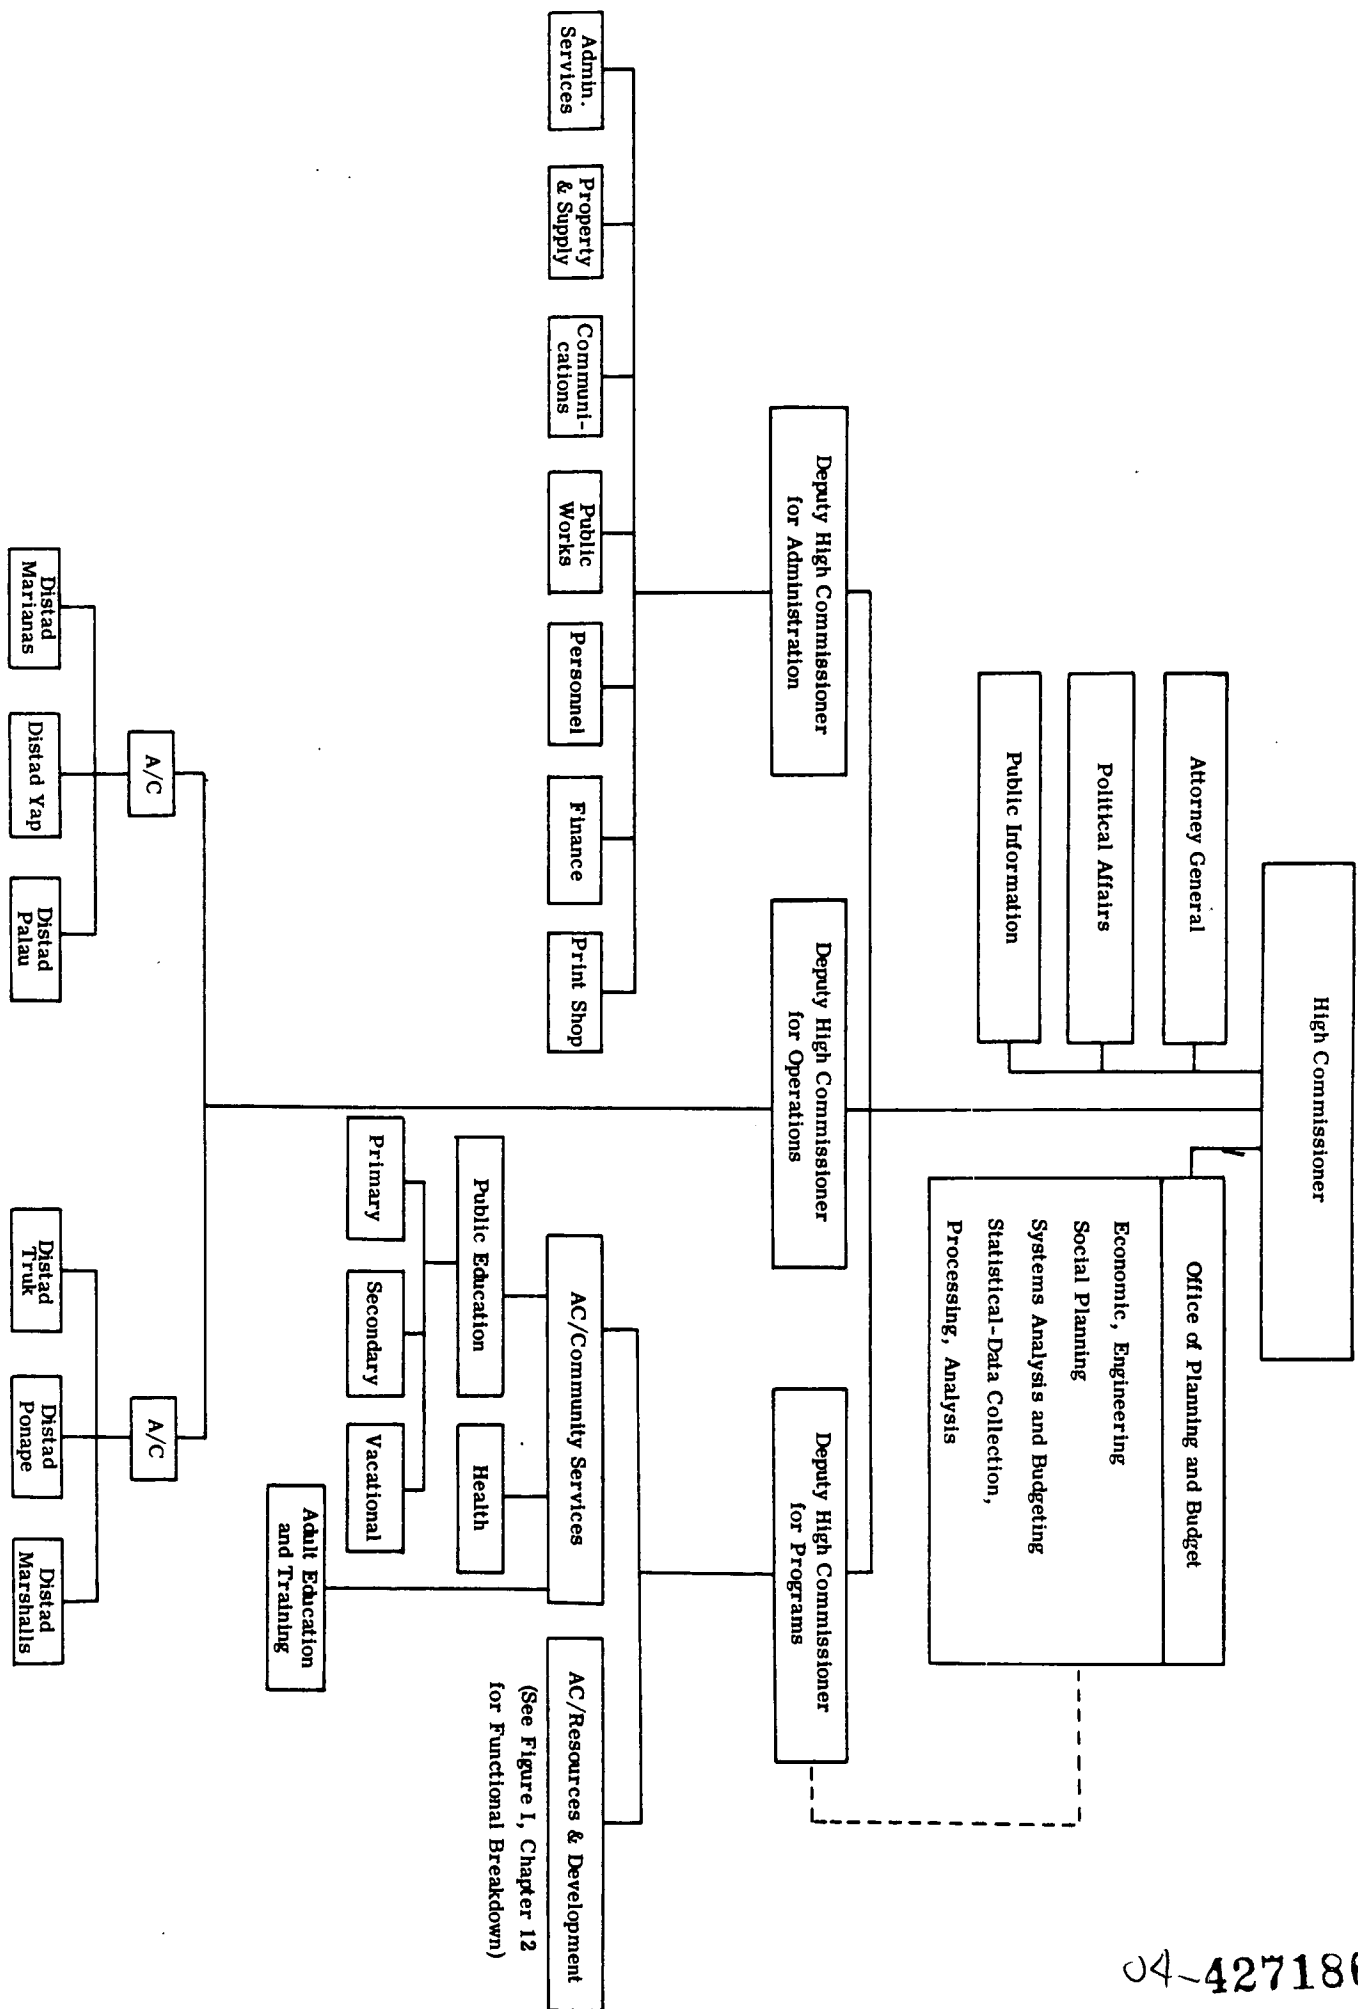 High Commissioner
Attorney General
Political Affairs
Public Information
Office of Planning and Budget
Economic, Engineering
Social Planning
Systems Analysis and Budgeting
Statistical-Data Collection,
Processing, Analysis
Deputy High Commissioner
for Administration
Deputy High Commissioner
for Operations
Deputy High Commissioner
for Programs
Admin.
Services
Property
& Supply
Communi-
cations
Public
Works
Personnel
Finance
Print Shop
AC/Community Services
AC/Resources & Development
(See Figure I, Chapter 12
for Functional Breakdown)
Public Education
Health
Primary
Secondary
Vacational
Adult Education
and Training
A/C
A/C
Distad
Marianas
Distad Yap
Distad
Palau
Distad
Truk
Distad
Ponape
Distad
Marshalls
04-427186